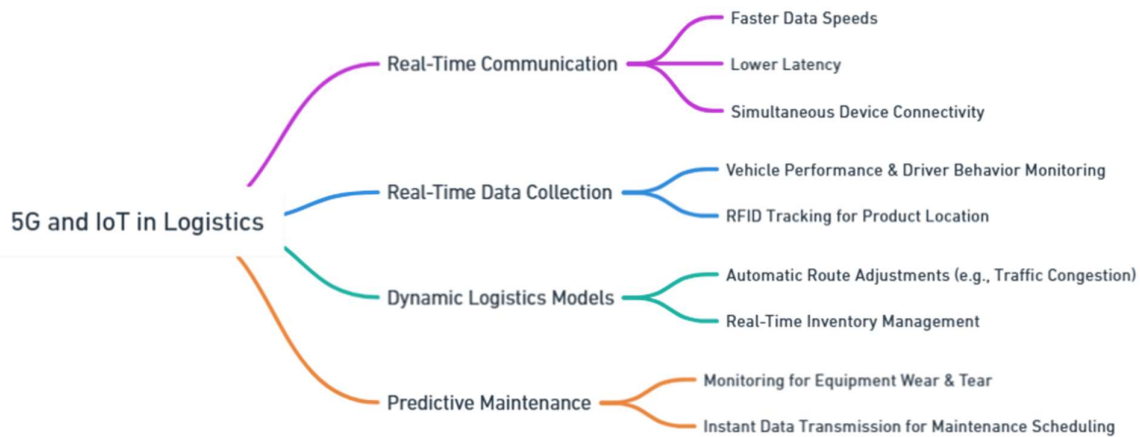 5G and IoT in Logistics
Real-Time Communication
Faster Data Speeds
Lower Latency
Simultaneous Device Connectivity
Real-Time Data Collection
Vehicle Performance & Driver Behavior Monitoring
RFID Tracking for Product Location
Dynamic Logistics Models
Automatic Route Adjustments (e.g., Traffic Congestion)
Real-Time Inventory Management
Predictive Maintenance
Monitoring for Equipment Wear & Tear
Instant Data Transmission for Maintenance Scheduling